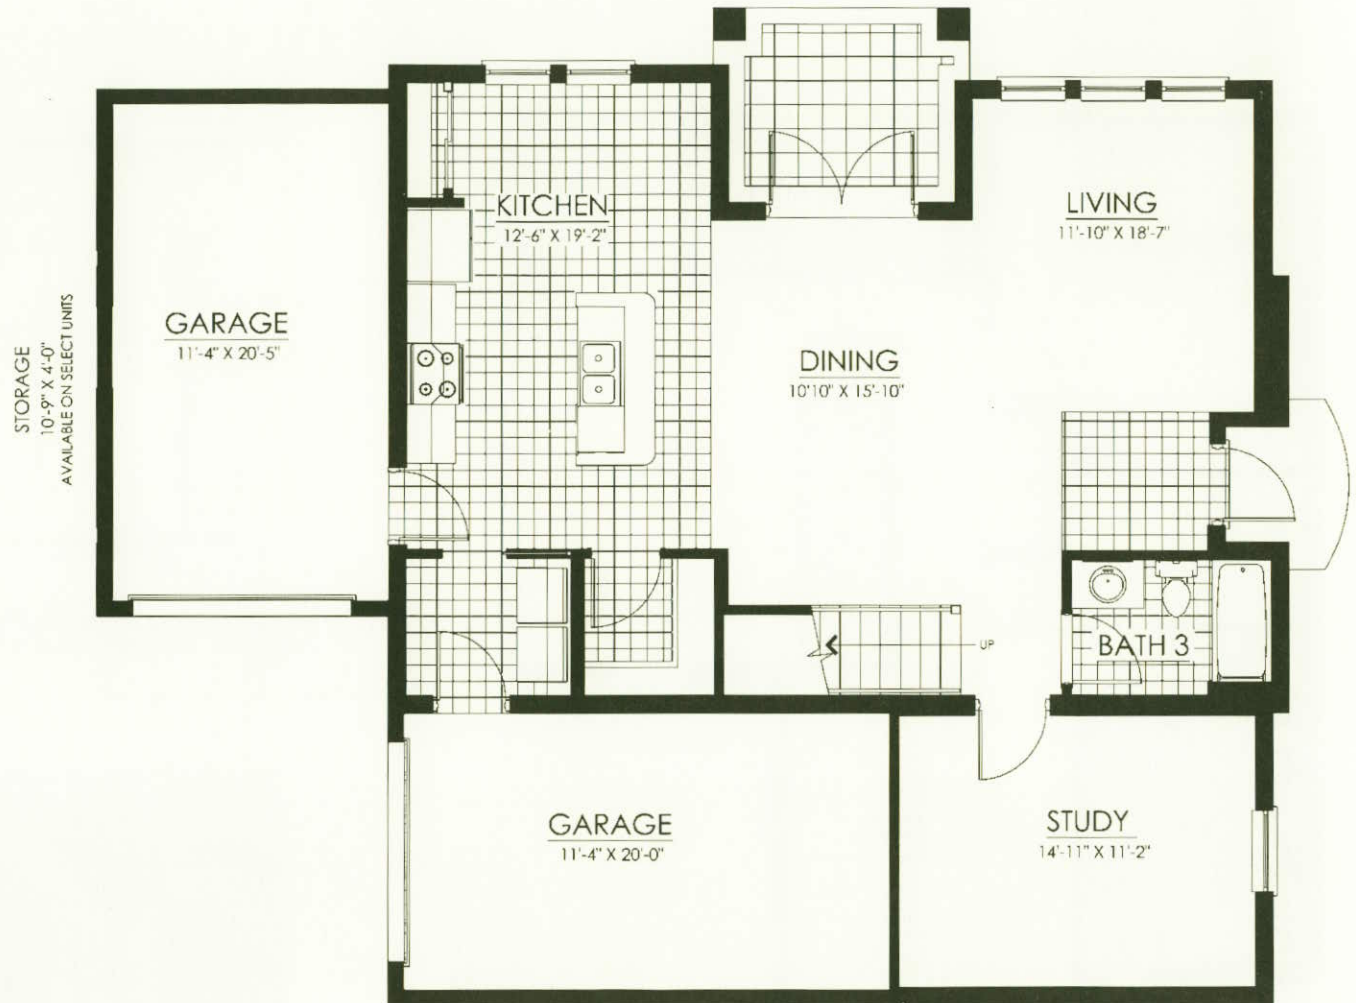 KITCHEN
12'-6" X 19'-2"
LIVING
11'-10" X 18'-7"
GARAGE
11'-4" X 20'-5"
STORAGE
10'-9" X 4'-0"
AVAILABLE ON SELECT UNITS
DINING
10'10" X 15'-10"
UP
BATH 3
GARAGE
11'-4" X 20'-0"
STUDY
14'-11" X 11'-2"